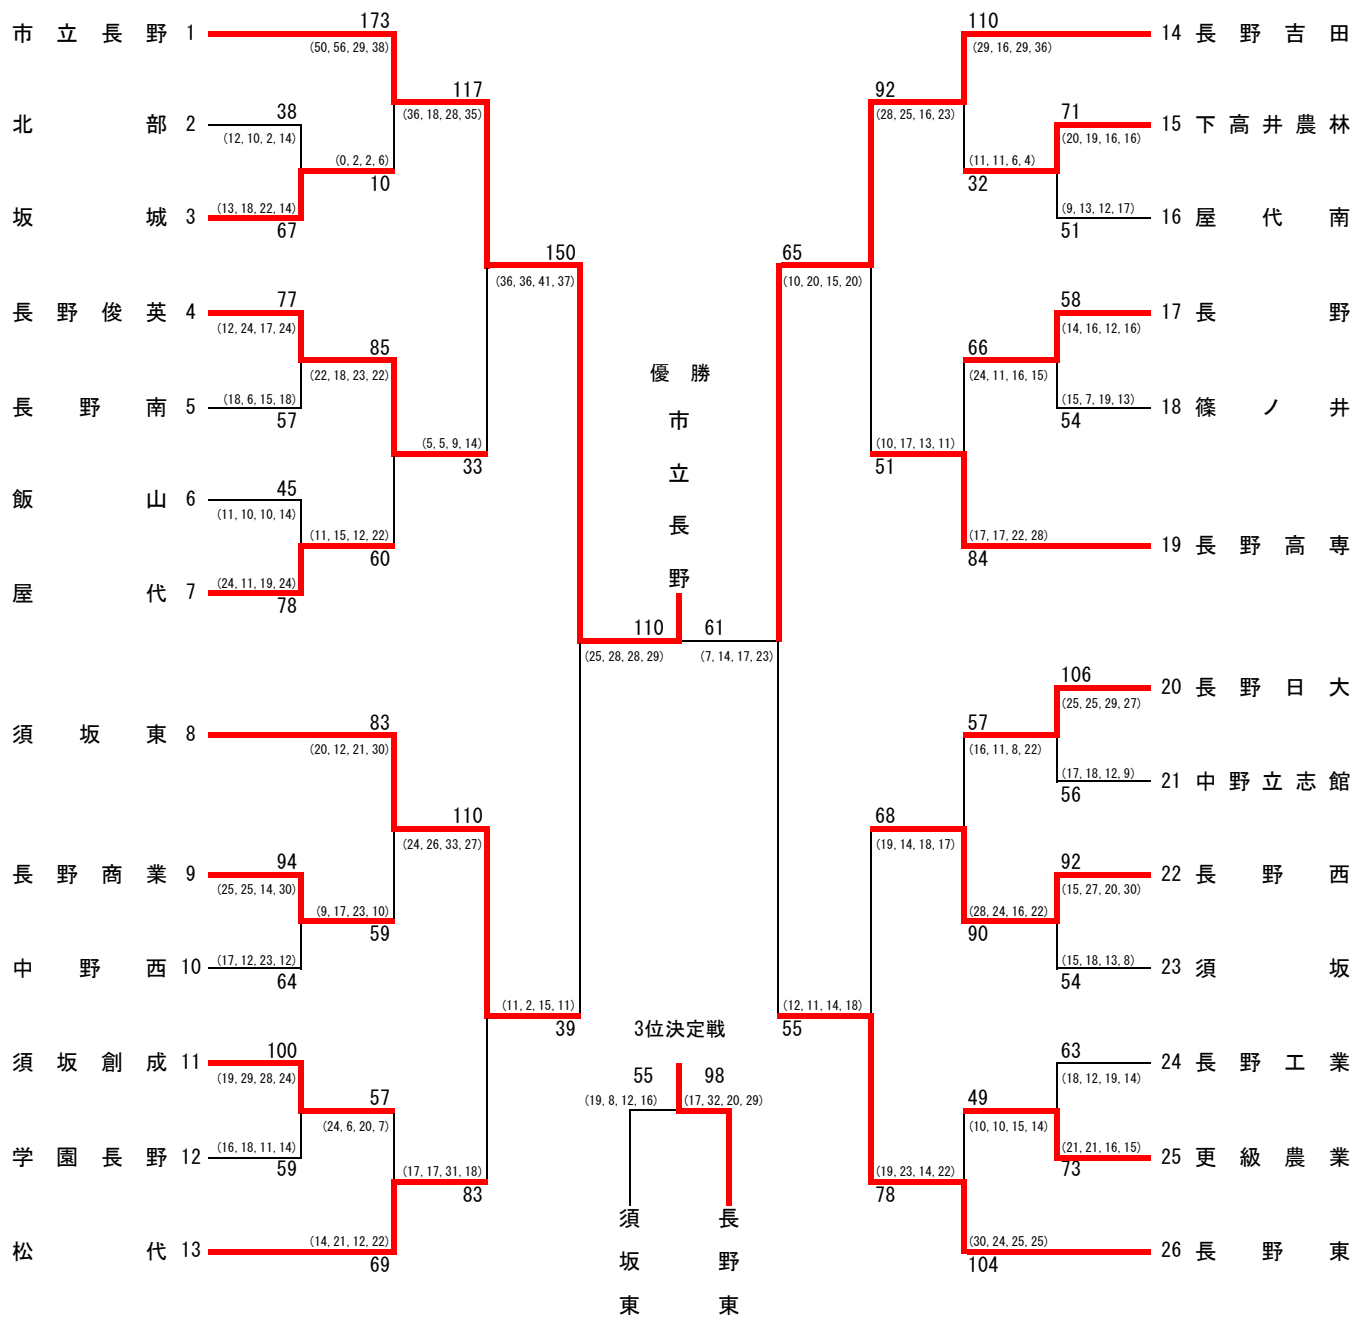 市立長野 1
173
(50, 56, 29, 38)
北部 2
38
(12, 10, 2, 14)
坂城 3
(13, 18, 22, 14)
67
(0, 2, 2, 6)
10
117
(36, 18, 28, 35)
長野俊英 4
77
(12, 24, 17, 24)
長野南 5
(18, 6, 15, 18)
57
85
(22, 18, 23, 22)
飯山 6
45
(11, 10, 10, 14)
屋代 7
(24, 11, 19, 24)
78
(11, 15, 12, 22)
60
(5, 5, 9, 14)
33
150
(36, 36, 41, 37)
須坂東 8
83
(20, 12, 21, 30)
長野商業 9
94
(25, 25, 14, 30)
中野西 10
(17, 12, 23, 12)
64
(9, 17, 23, 10)
59
110
(24, 26, 33, 27)
須坂創成 11
100
(19, 29, 28, 24)
学園長野 12
(16, 18, 11, 14)
59
57
(24, 6, 20, 7)
松代 13
(14, 21, 12, 22)
69
(17, 17, 31, 18)
83
(11, 2, 15, 11)
39
優勝
市立長野
110
(25, 28, 28, 29)
61
(7, 14, 17, 23)
3位決定戦
55
(19, 8, 12, 16)
98
(17, 32, 20, 29)
須坂東
長野東
110
(29, 16, 29, 36)
14 長野吉田
71
(20, 19, 16, 16)
15 下高井農林
(9, 13, 12, 17)
51
16 屋代南
(11, 11, 6, 4)
32
92
(28, 25, 16, 23)
58
(14, 16, 12, 16)
17 長野
(15, 7, 19, 13)
54
18 篠ノ井
66
(24, 11, 16, 15)
(17, 17, 22, 28)
84
19 長野高専
(10, 17, 13, 11)
51
65
(10, 20, 15, 20)
106
(25, 25, 29, 27)
20 長野日大
(17, 18, 12, 9)
56
21 中野立志館
57
(16, 11, 8, 22)
92
(15, 27, 20, 30)
22 長野西
(15, 18, 13, 8)
54
23 須坂
(28, 24, 16, 22)
90
68
(19, 14, 18, 17)
63
(18, 12, 19, 14)
24 長野工業
(21, 21, 16, 15)
73
25 更級農業
49
(10, 10, 15, 14)
(30, 24, 25, 25)
104
26 長野東
(19, 23, 14, 22)
78
(12, 11, 14, 18)
55